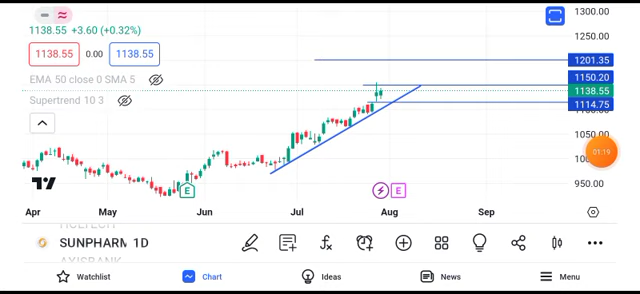 1300.00
1138.55 +3.60 (+0.32%)
1138.55 0.00 1138.55
1201.35
EMA 50 close 0 SMA 5
1150.20
1138.55
Supertrend 10 3
1114.75
1050.00
01:19
950.00
E
E
Apr May Jun Jul Aug Sep
SUNPHARM 1D
AXISBANK
Watchlist Chart Ideas News Menu